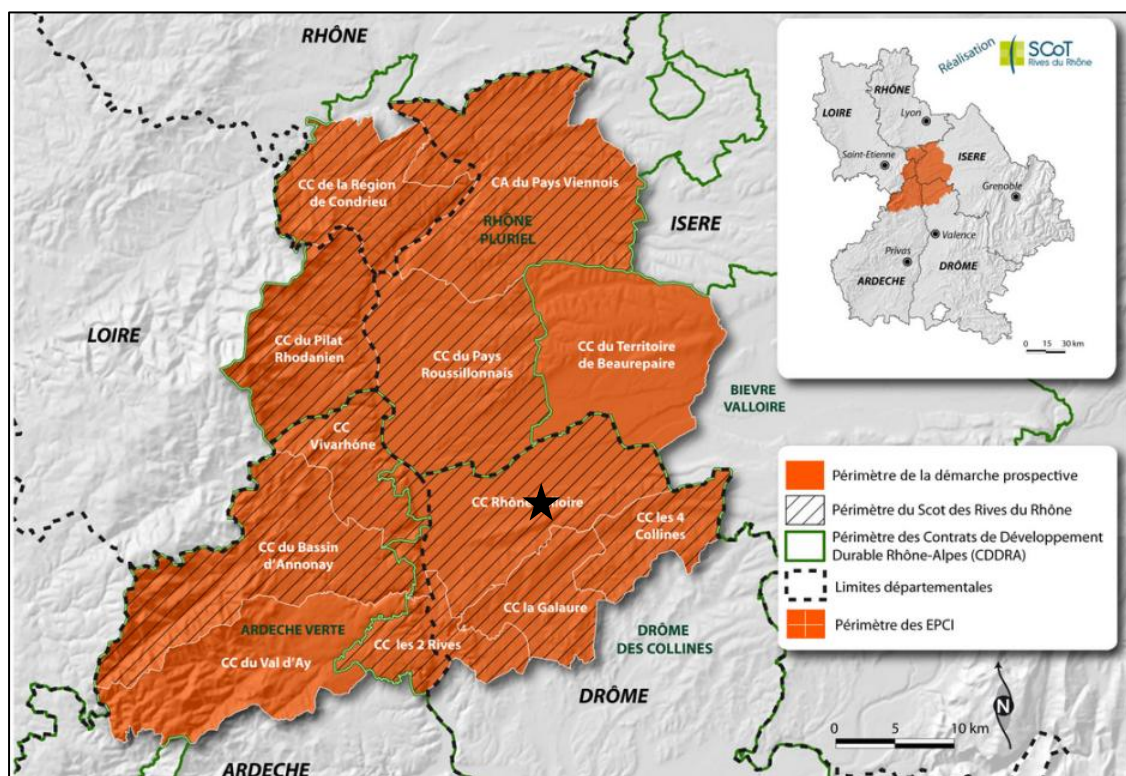 RHÔNE
CC de la Région
de Condrieu
CA du Pays Viennois
RHÔNE
PLURIEL
ISERE
LOIRE
CC du Pilat
Rhodanien
CC du Pays
Roussillonnais
CC du Territoire
de Beaurepaire
BIEVRE
VALLOIRE
CC
Vivarhône
CC Rhône
loire
CC les 4
Collines
CC du Bassin
d'Annonay
CC la Galaure
ARDECHE VERTE
CC les 2 Rives
CC du Val d'Ay
DRÔME
DES COLLINES
DRÔME
ARDECHE
Réalisation
SCoT
Rives du Rhône
RHÔNE
LOIRE
Lyon
Saint-Etienne
ISERE
Grenoble
Valence
Privas
ARDECHE
DRÔME
0 15 30 km
Périmètre de la démarche prospective
Périmètre du Scot des Rives du Rhône
Périmètre des Contrats de Développement
Durable Rhône-Alpes (CDDRA)
Limites départementales
Périmètre des EPCI
N
0 5 10 km